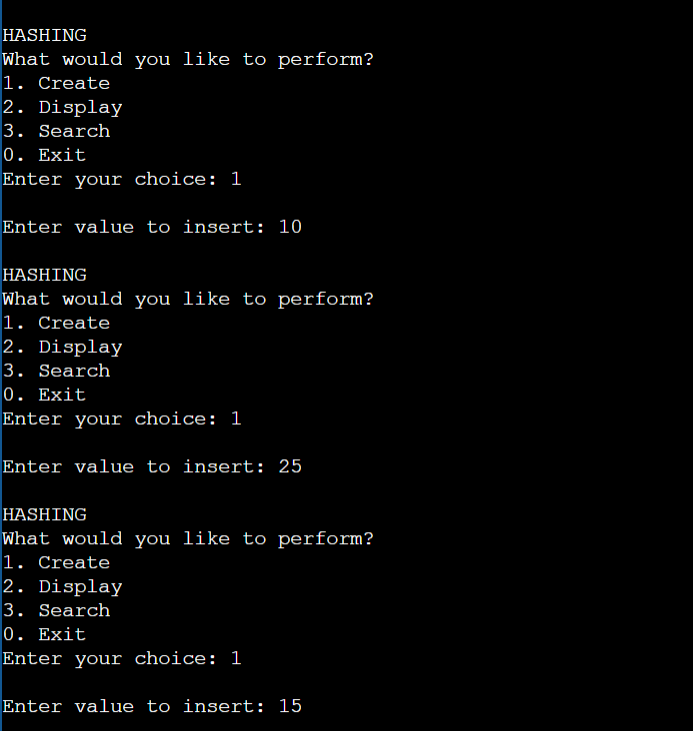 HASHING
What would you like to perform?
1. Create
2. Display
3. Search
0. Exit
Enter your choice: 1
Enter value to insert: 10
HASHING
What would you like to perform?
1. Create
2. Display
3. Search
0. Exit
Enter your choice: 1
Enter value to insert: 25
HASHING
What would you like to perform?
1. Create
2. Display
3. Search
0. Exit
Enter your choice: 1
Enter value to insert: 15